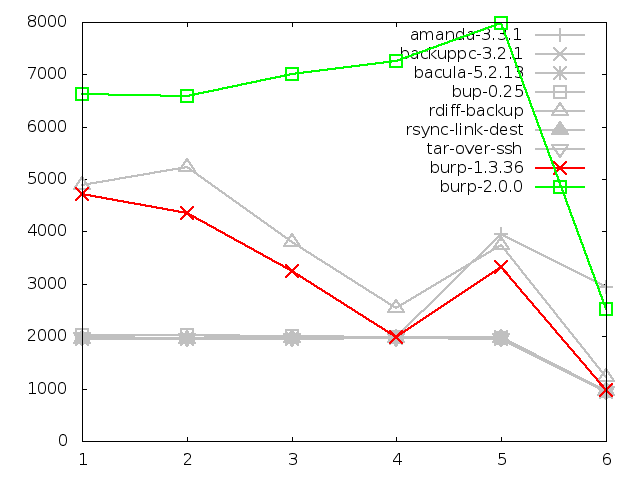 8000
7000
6000
5000
4000
3000
2000
1000
0
1 2 3 4 5 6
amanda-3.3.1
backuppc-3.2.1
bacula-5.2.13
bup-0.25
rdiff-backup
rsync-link-dest
tar-over-ssh
burp-1.3.36
burp-2.0.0